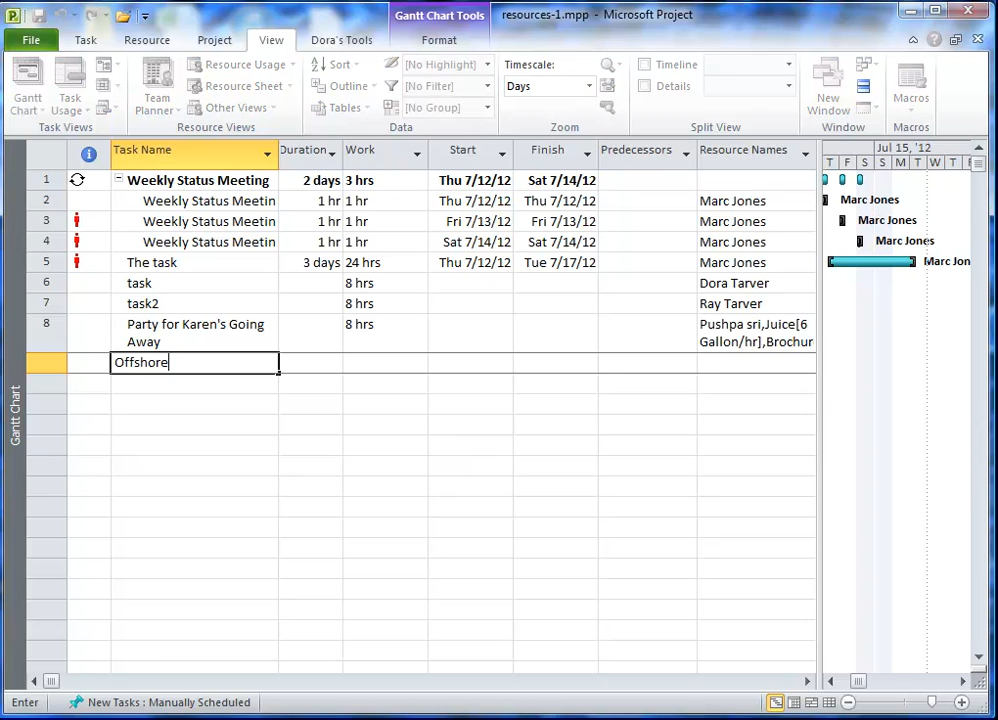 Gantt Chart Tools
resources-1.mpp - Microsoft Project
File Task Resource Project View Dora's Tools Format
Gantt Chart
Task Usage
Task Views
Team Planner
Resource Usage
Resource Sheet
Other Views
Resource Views
Sort
Outline
Tables
[No Highlight]
[No Filter]
[No Group]
Data
Timescale:
Days
Zoom
Timeline
Details
Split View
New Window
Window
Macros
Macros
Task Name Duration Work Start Finish Predecessors Resource Names
Jul 15, '12
T F S S M T W T F
1 Weekly Status Meeting 2 days 3 hrs Thu 7/12/12 Sat 7/14/12
2 Weekly Status Meetin 1 hr 1 hr Thu 7/12/12 Thu 7/12/12 Marc Jones Marc Jones
3 Weekly Status Meetin 1 hr 1 hr Fri 7/13/12 Fri 7/13/12 Marc Jones Marc Jones
4 Weekly Status Meetin 1 hr 1 hr Sat 7/14/12 Sat 7/14/12 Marc Jones Marc Jones
5 The task 3 days 24 hrs Thu 7/12/12 Tue 7/17/12 Marc Jones Marc Jon
6 task 8 hrs Dora Tarver
7 task2 8 hrs Ray Tarver
8 Party for Karen's Going 8 hrs Pushpa sri,Juice[6
Away Gallon/hr],Brochur
Offshore
Gantt Chart
Enter New Tasks : Manually Scheduled